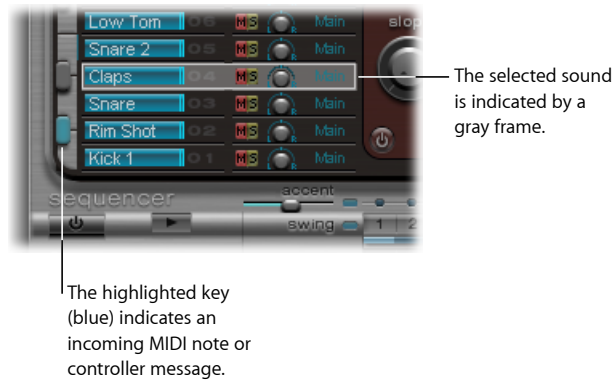 Low Tom 06 M S L R Main slop
Snare 2 05 M S L R Main
Claps 04 M S L R Main
Snare 03 M S L R Main
Rim Shot 02 M S L R Main
Kick 1 01 M S L R Main
The selected sound
is indicated by a
gray frame.
sequencer
accent
swing 1 2
The highlighted key
(blue) indicates an
incoming MIDI note or
controller message.